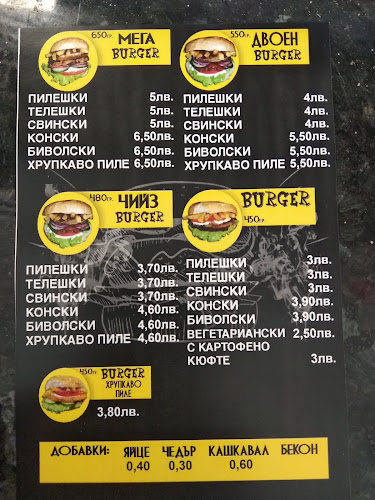 650гр. МЕГА
BURGER
ПИЛЕШКИ 5лв.
ТЕЛЕШКИ 5лв.
СВИНСКИ 5лв.
КОНСКИ 6,50лв.
БИВОЛСКИ 6,50лв.
ХРУПКАВО ПИЛЕ 6,50лв.
550гр. ДВОЕН
BURGER
ПИЛЕШКИ 4лв.
ТЕЛЕШКИ 4лв.
СВИНСКИ 4лв.
КОНСКИ 5,50лв.
БИВОЛСКИ 5,50лв.
ХРУПКАВО ПИЛЕ 5,50лв.
480гр. ЧИЙЗ
BURGER
ПИЛЕШКИ 3,70лв.
ТЕЛЕШКИ 3,70лв.
СВИНСКИ 3,70лв.
КОНСКИ 4,60лв.
БИВОЛСКИ 4,60лв.
ХРУПКАВО ПИЛЕ 4,60лв.
BURGER
450гр.
ПИЛЕШКИ 3лв.
ТЕЛЕШКИ 3лв.
СВИНСКИ 3лв.
КОНСКИ 3,90лв.
БИВОЛСКИ 3,90лв.
ВЕГЕТАРИАНСКИ 2,50лв.
С КАРТОФЕНО
КЮФТЕ 3лв.
450гр. BURGER
ХРУПКАВО
ПИЛЕ
3,80лв.
ДОБАВКИ: ЯЙЦЕ ЧЕДЪР КАШКАВАЛ БЕКОН
0,40 0,30 0,60